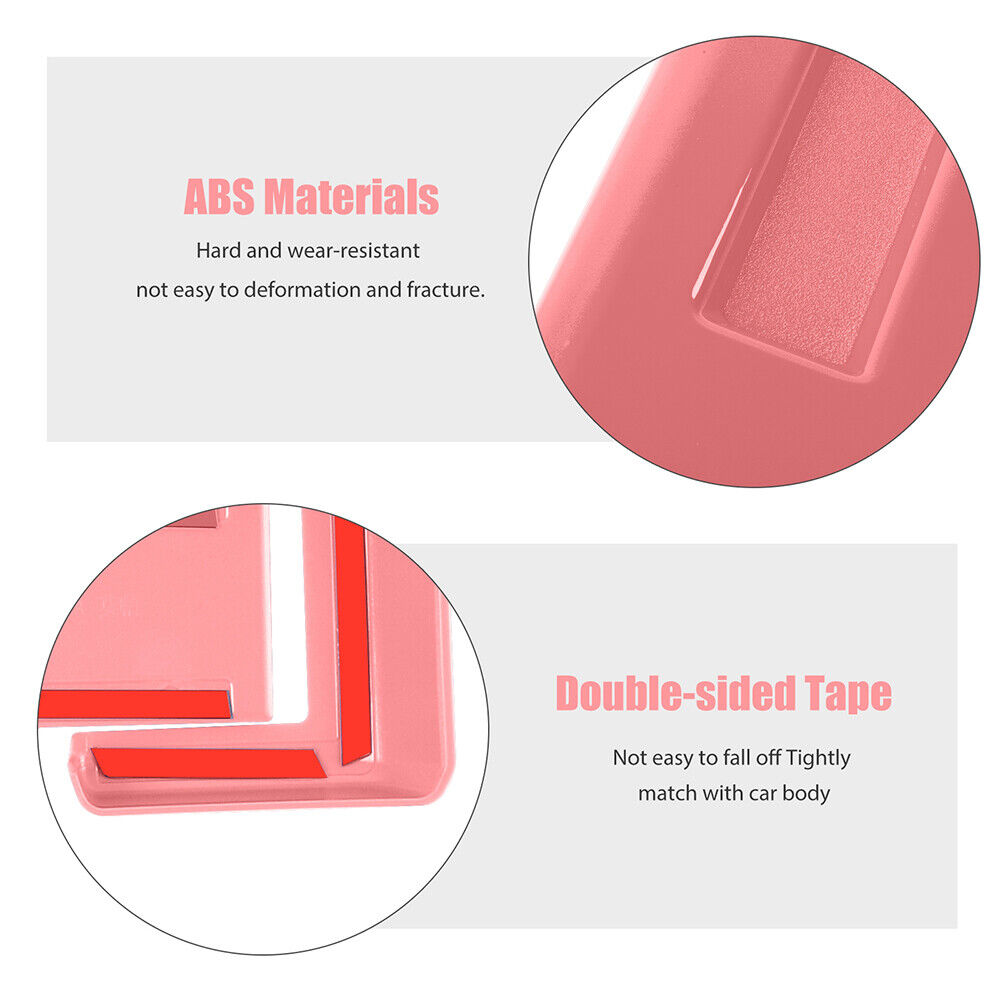 ABS Materials
Hard and wear-resistant
not easy to deformation and fracture.
Double-sided Tape
Not easy to fall off Tightly
match with car body